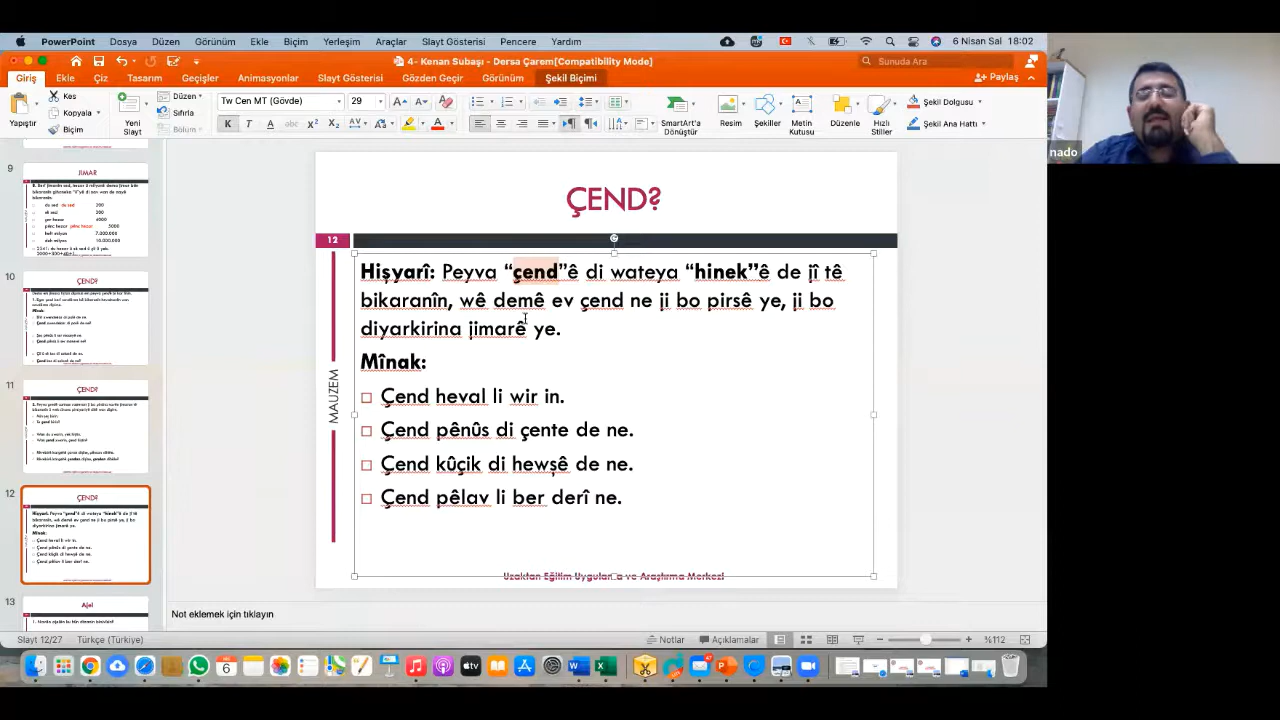 PowerPoint Dosya Düzen Görünüm Ekle Biçim Yerleşim Araçlar Slayt Gösterisi Pencere Yardım 6 Nisan Sal 18:02
4- Kenan Subaşı - Dersa Çarem[Compatibility Mode] Sunuda Ara
Giriş Ekle Çiz Tasarım Geçişler Animasyonlar Slayt Gösterisi Gözden Geçir Görünüm Şekil Biçimi Paylaş
Yapıştır
Kes
Kopyala
Biçim
Yeni
Slayt
Düzen
Sıfırla
Bölüm
Tw Cen MT (Gövde) 29
SmartArt'a
Dönüştür
Resim
Şekiller
Metin
Kutusu
Düzenle
Hızlı
Stiller
Şekil Dolgusu
Şekil Ana Hattı
nado
9
JIMAR
10
ÇEND?
11
ÇEND?
12
ÇEND?
13
Ajel
ÇEND?
12
MAUZEM
Hişyarî: Peyva “çend”ê di wateya “hinek”ê de jî tê
bikaranîn, wê demê ev çend ne ji bo pirsê ye, ji bo
diyarkirina jimarê ye.
Mînak:
Çend heval li wir in.
Çend pênûs di çente de ne.
Çend kûçik di hewşê de ne.
Çend pêlav li ber derî ne.
Uzaktan Eğitim Uygulama ve Araştırma Merkezi
Not eklemek için tıklayın
Slayt 12/27 Türkçe (Türkiye) Notlar Açıklamalar %112